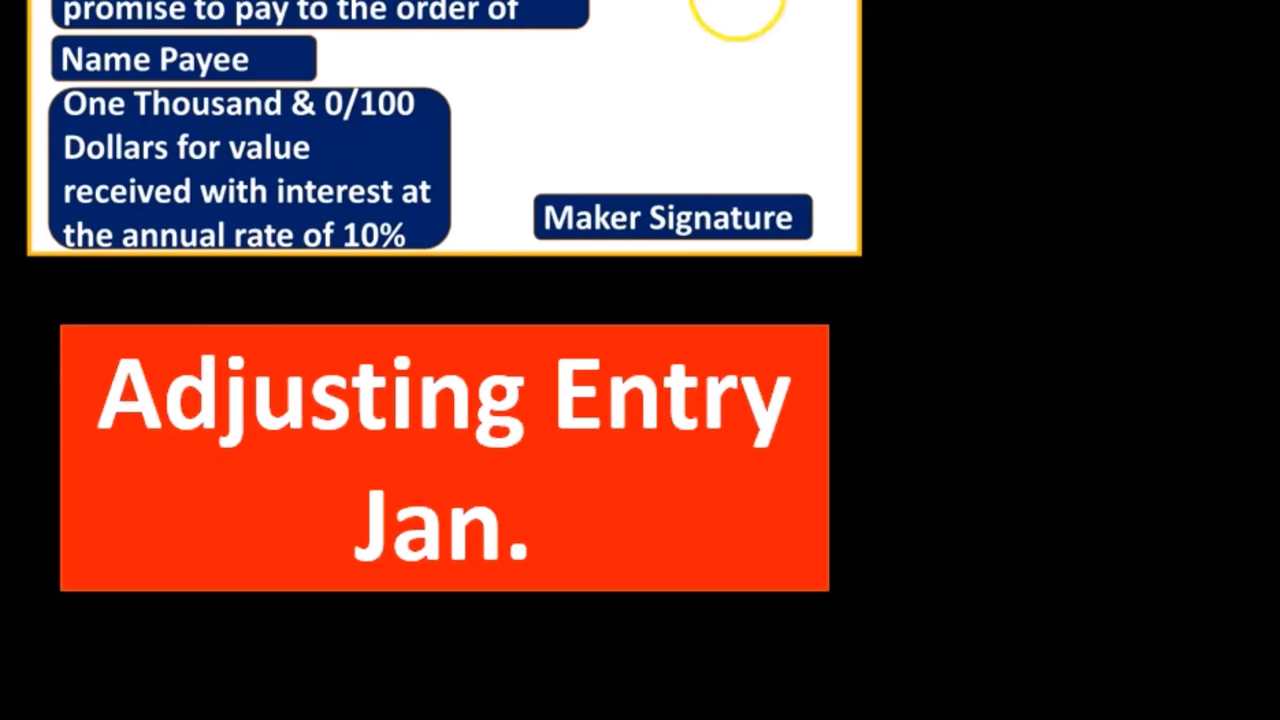 promise to pay to the order of
Name Payee
One Thousand & 0/100
Dollars for value
received with interest at
the annual rate of 10%
Maker Signature
Adjusting Entry
Jan.